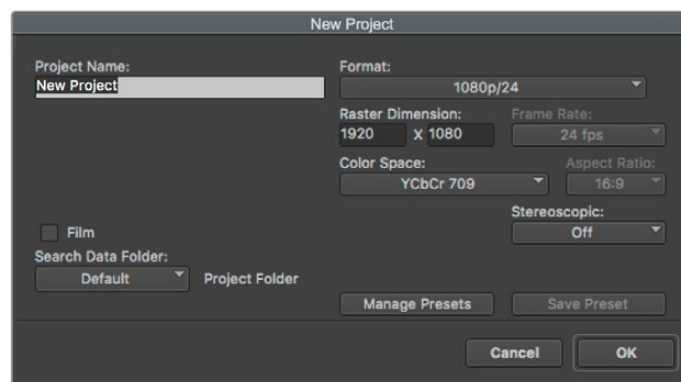 New Project
Project Name:
New Project
Format:
1080p/24
Raster Dimension:
1920 X 1080
Frame Rate:
24 fps
Color Space:
YCbCr 709
Aspect Ratio:
16:9
Stereoscopic:
Off
Film
Search Data Folder:
Default
Project Folder
Manage Presets
Save Preset
Cancel
OK